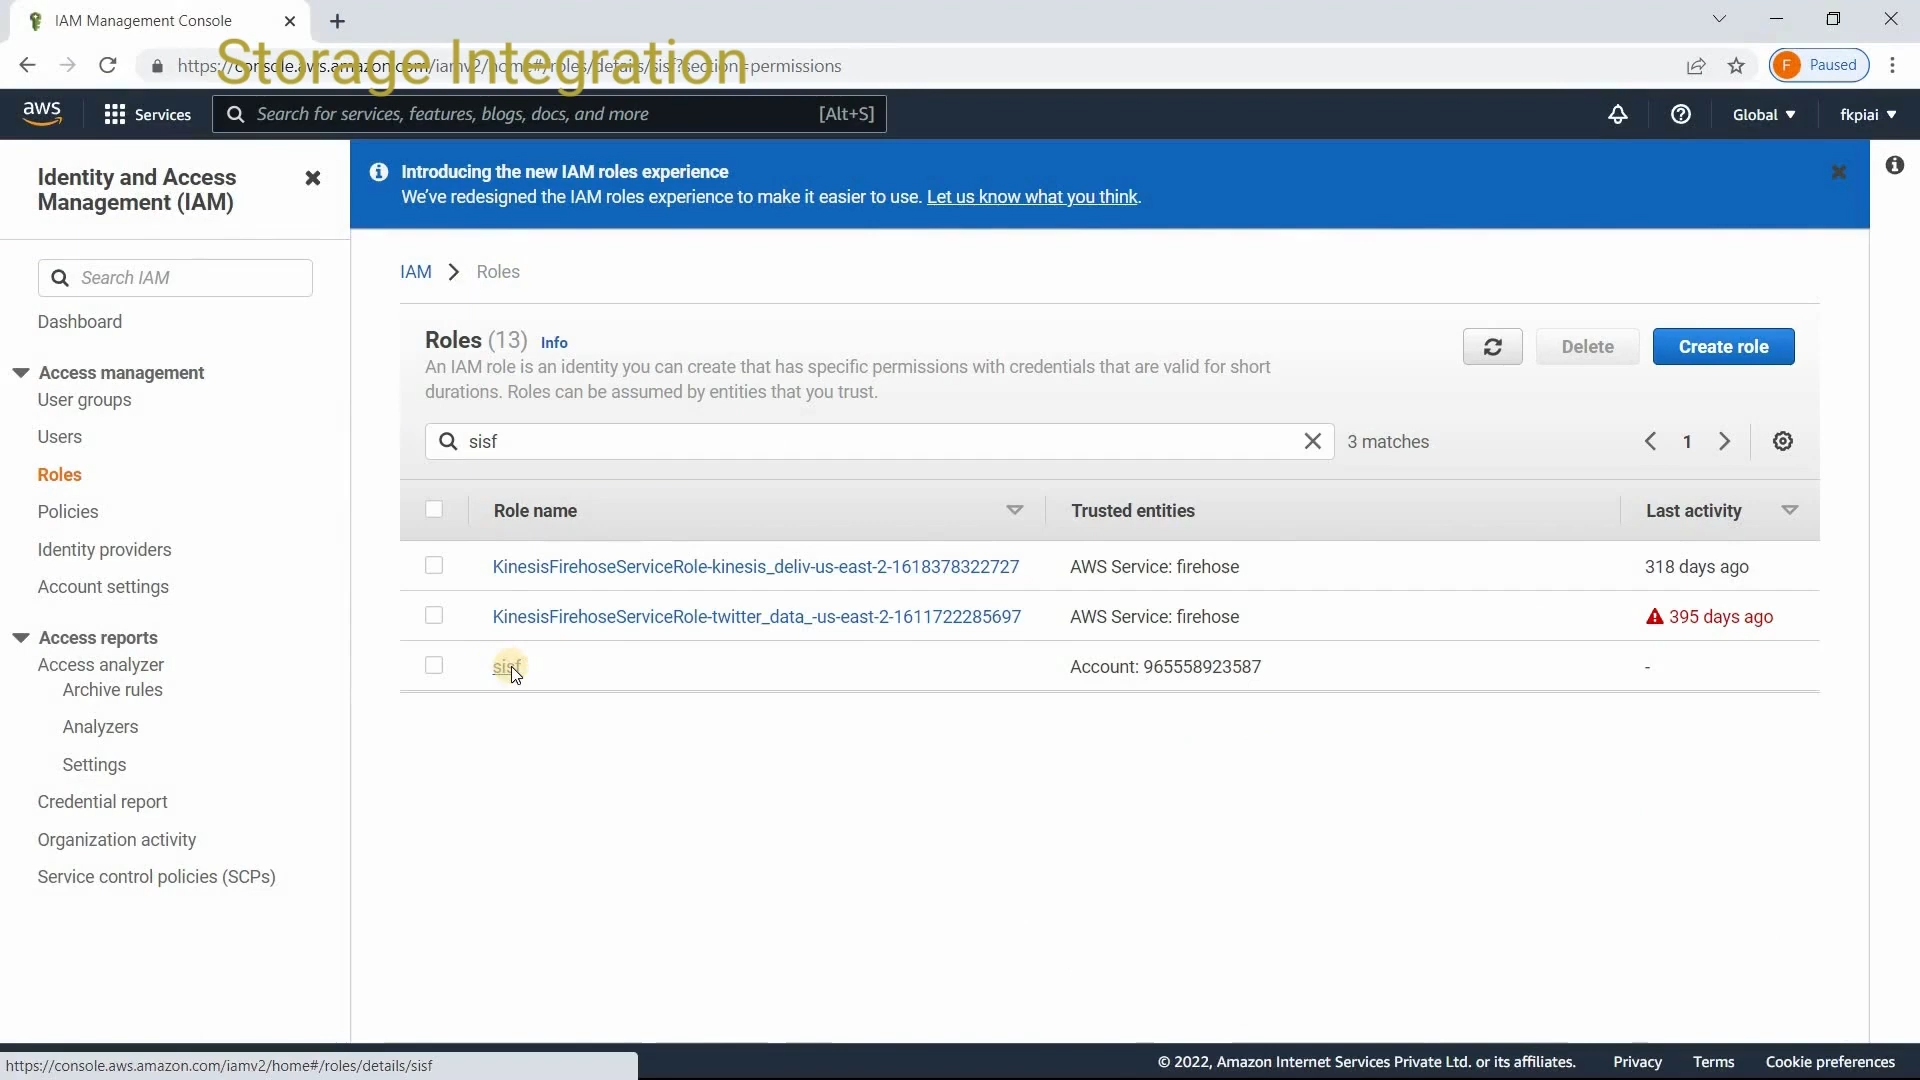 IAM Management Console
Storage Integration
https://console.aws.amazon.com/iamv2/home#/roles/details/sisf?section=permissions
F Paused
aws
Services
Search for services, features, blogs, docs, and more [Alt+S]
Global
fkpiai
Identity and Access
Management (IAM)
Search IAM
Dashboard
Access management
User groups
Users
Roles
Policies
Identity providers
Account settings
Access reports
Access analyzer
Archive rules
Analyzers
Settings
Credential report
Organization activity
Service control policies (SCPs)
Introducing the new IAM roles experience
We've redesigned the IAM roles experience to make it easier to use. Let us know what you think.
IAM > Roles
Roles (13) Info
An IAM role is an identity you can create that has specific permissions with credentials that are valid for short
durations. Roles can be assumed by entities that you trust.
Delete
Create role
sisf
3 matches
1
Role name Trusted entities Last activity
KinesisFirehoseServiceRole-kinesis_deliv-us-east-2-1618378322727 AWS Service: firehose 318 days ago
KinesisFirehoseServiceRole-twitter_data_-us-east-2-1611722285697 AWS Service: firehose 395 days ago
sisf Account: 965558923587 -
https://console.aws.amazon.com/iamv2/home#/roles/details/sisf
© 2022, Amazon Internet Services Private Ltd. or its affiliates. Privacy Terms Cookie preferences